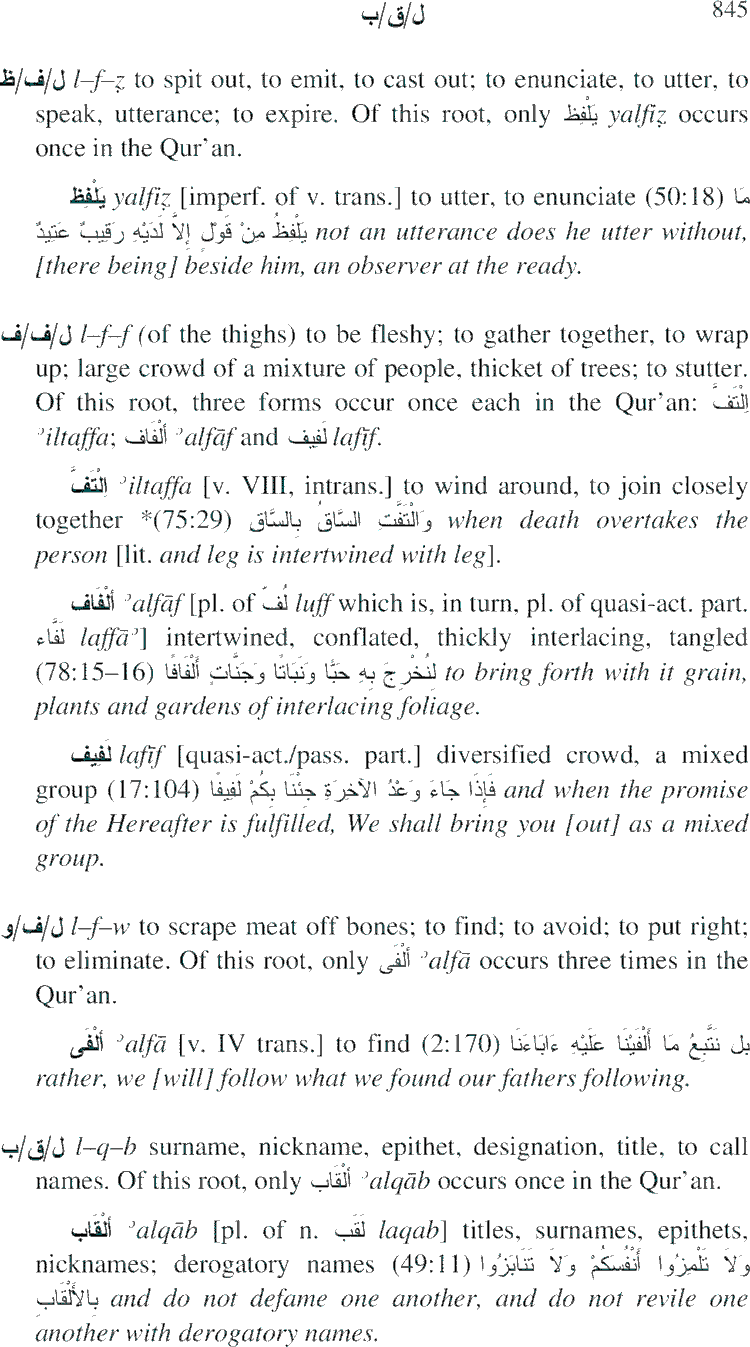 ل/ق/ب 845
ل/ف/ظ l–f–ẓ to spit out, to emit, to cast out; to enunciate, to utter, to
speak, utterance; to expire. Of this root, only يَلْفِظ yalfiẓ occurs
once in the Qur’an.
يَلْفِظ yalfiẓ [imperf. of v. trans.] to utter, to enunciate (50:18) مَا
يَلْفِظُ مِنْ قَوْلٍ إِلاَّ لَدَيْهِ رَقِيبٌ عَتِيدٌ not an utterance does he utter without,
[there being] beside him, an observer at the ready.
ل/ف/ف l–f–f (of the thighs) to be fleshy; to gather together, to wrap
up; large crowd of a mixture of people, thicket of trees; to stutter.
Of this root, three forms occur once each in the Qur’an: اِلْتَفَّ
ʾiltaffa; أَلْفَاف ʾalfāf and لَفِيف lafīf.
اِلْتَفَّ ʾiltaffa [v. VIII, intrans.] to wind around, to join closely
together *(75:29) وَالْتَفَّتِ السَّاقُ بِالسَّاقِ when death overtakes the
person [lit. and leg is intertwined with leg].
أَلْفَاف ʾalfāf [pl. of لُفّ luff which is, in turn, pl. of quasi-act. part.
لَفَّاء laffāʾ] intertwined, conflated, thickly interlacing, tangled
(78:15–16) لِنُخْرِجَ بِهِ حَبًّا وَنَبَاتًا وَجَنَّاتٍ أَلْفَافًا to bring forth with it grain,
plants and gardens of interlacing foliage.
لَفِيف lafīf [quasi-act./pass. part.] diversified crowd, a mixed
group (17:104) فَإِذَا جَاءَ وَعْدُ الآخِرَةِ جِئْنَا بِكُمْ لَفِيفًا and when the promise
of the Hereafter is fulfilled, We shall bring you [out] as a mixed
group.
ل/ف/و l–f–w to scrape meat off bones; to find; to avoid; to put right;
to eliminate. Of this root, only أَلْفَى ʾalfā occurs three times in the
Qur’an.
أَلْفَى ʾalfā [v. IV trans.] to find (2:170) بل نَتَّبِعُ مَا أَلْفَيْنَا عَلَيْهِ ءَابَاءَنَا
rather, we [will] follow what we found our fathers following.
ل/ق/ب l–q–b surname, nickname, epithet, designation, title, to call
names. Of this root, only أَلْقَاب ʾalqāb occurs once in the Qur’an.
أَلْقَاب ʾalqāb [pl. of n. لَقَب laqab] titles, surnames, epithets,
nicknames; derogatory names (49:11) وَلاَ تَلْمِزُوا أَنْفُسَكُمْ وَلاَ تَنَابَزُوا
بِالأَلْقَابِ and do not defame one another, and do not revile one
another with derogatory names.